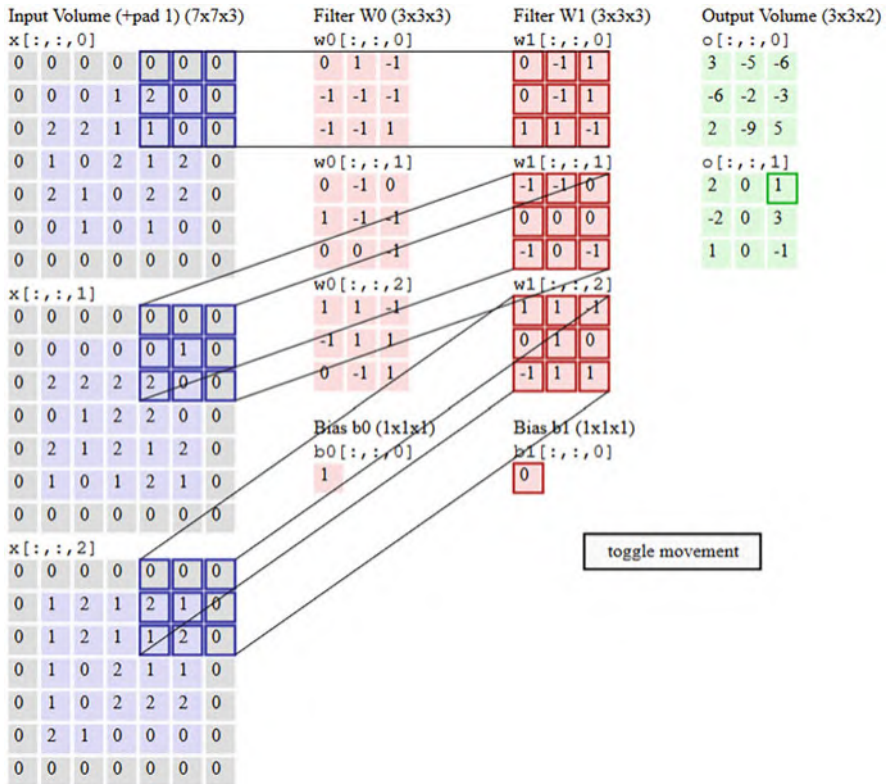 Input Volume (+pad 1) (7x7x3)
x[:,:,0]
0 0 0 0 0 0 0
0 0 0 1 2 0 0
0 2 2 1 1 0 0
0 1 0 2 1 2 0
0 2 1 0 2 2 0
0 0 1 0 1 0 0
0 0 0 0 0 0 0
x[:,:,1]
0 0 0 0 0 0 0
0 0 0 0 0 1 0
0 2 2 2 2 0 0
0 0 1 2 2 0 0
0 2 1 2 1 2 0
0 1 0 1 2 1 0
0 0 0 0 0 0 0
x[:,:,2]
0 0 0 0 0 0 0
0 1 2 1 2 1 0
0 1 2 1 1 2 0
0 1 0 2 1 1 0
0 1 0 2 2 2 0
0 2 1 0 0 0 0
0 0 0 0 0 0 0
Filter W0 (3x3x3)
w0[:,:,0]
0 1 -1
-1 -1 -1
-1 -1 1
w0[:,:,1]
0 -1 0
1 -1 -1
0 0 -1
w0[:,:,2]
1 1 -1
-1 1 1
0 -1 1
Bias b0 (1x1x1)
b0[:,:,0]
1
Filter W1 (3x3x3)
w1[:,:,0]
0 -1 1
0 -1 1
1 1 -1
w1[:,:,1]
-1 -1 0
0 0 0
-1 0 -1
w1[:,:,2]
1 1 -1
0 1 0
-1 1 1
Bias b1 (1x1x1)
b1[:,:,0]
0
Output Volume (3x3x2)
o[:,:,0]
3 -5 -6
-6 -2 -3
2 -9 5
o[:,:,1]
2 0 1
-2 0 3
1 0 -1
toggle movement